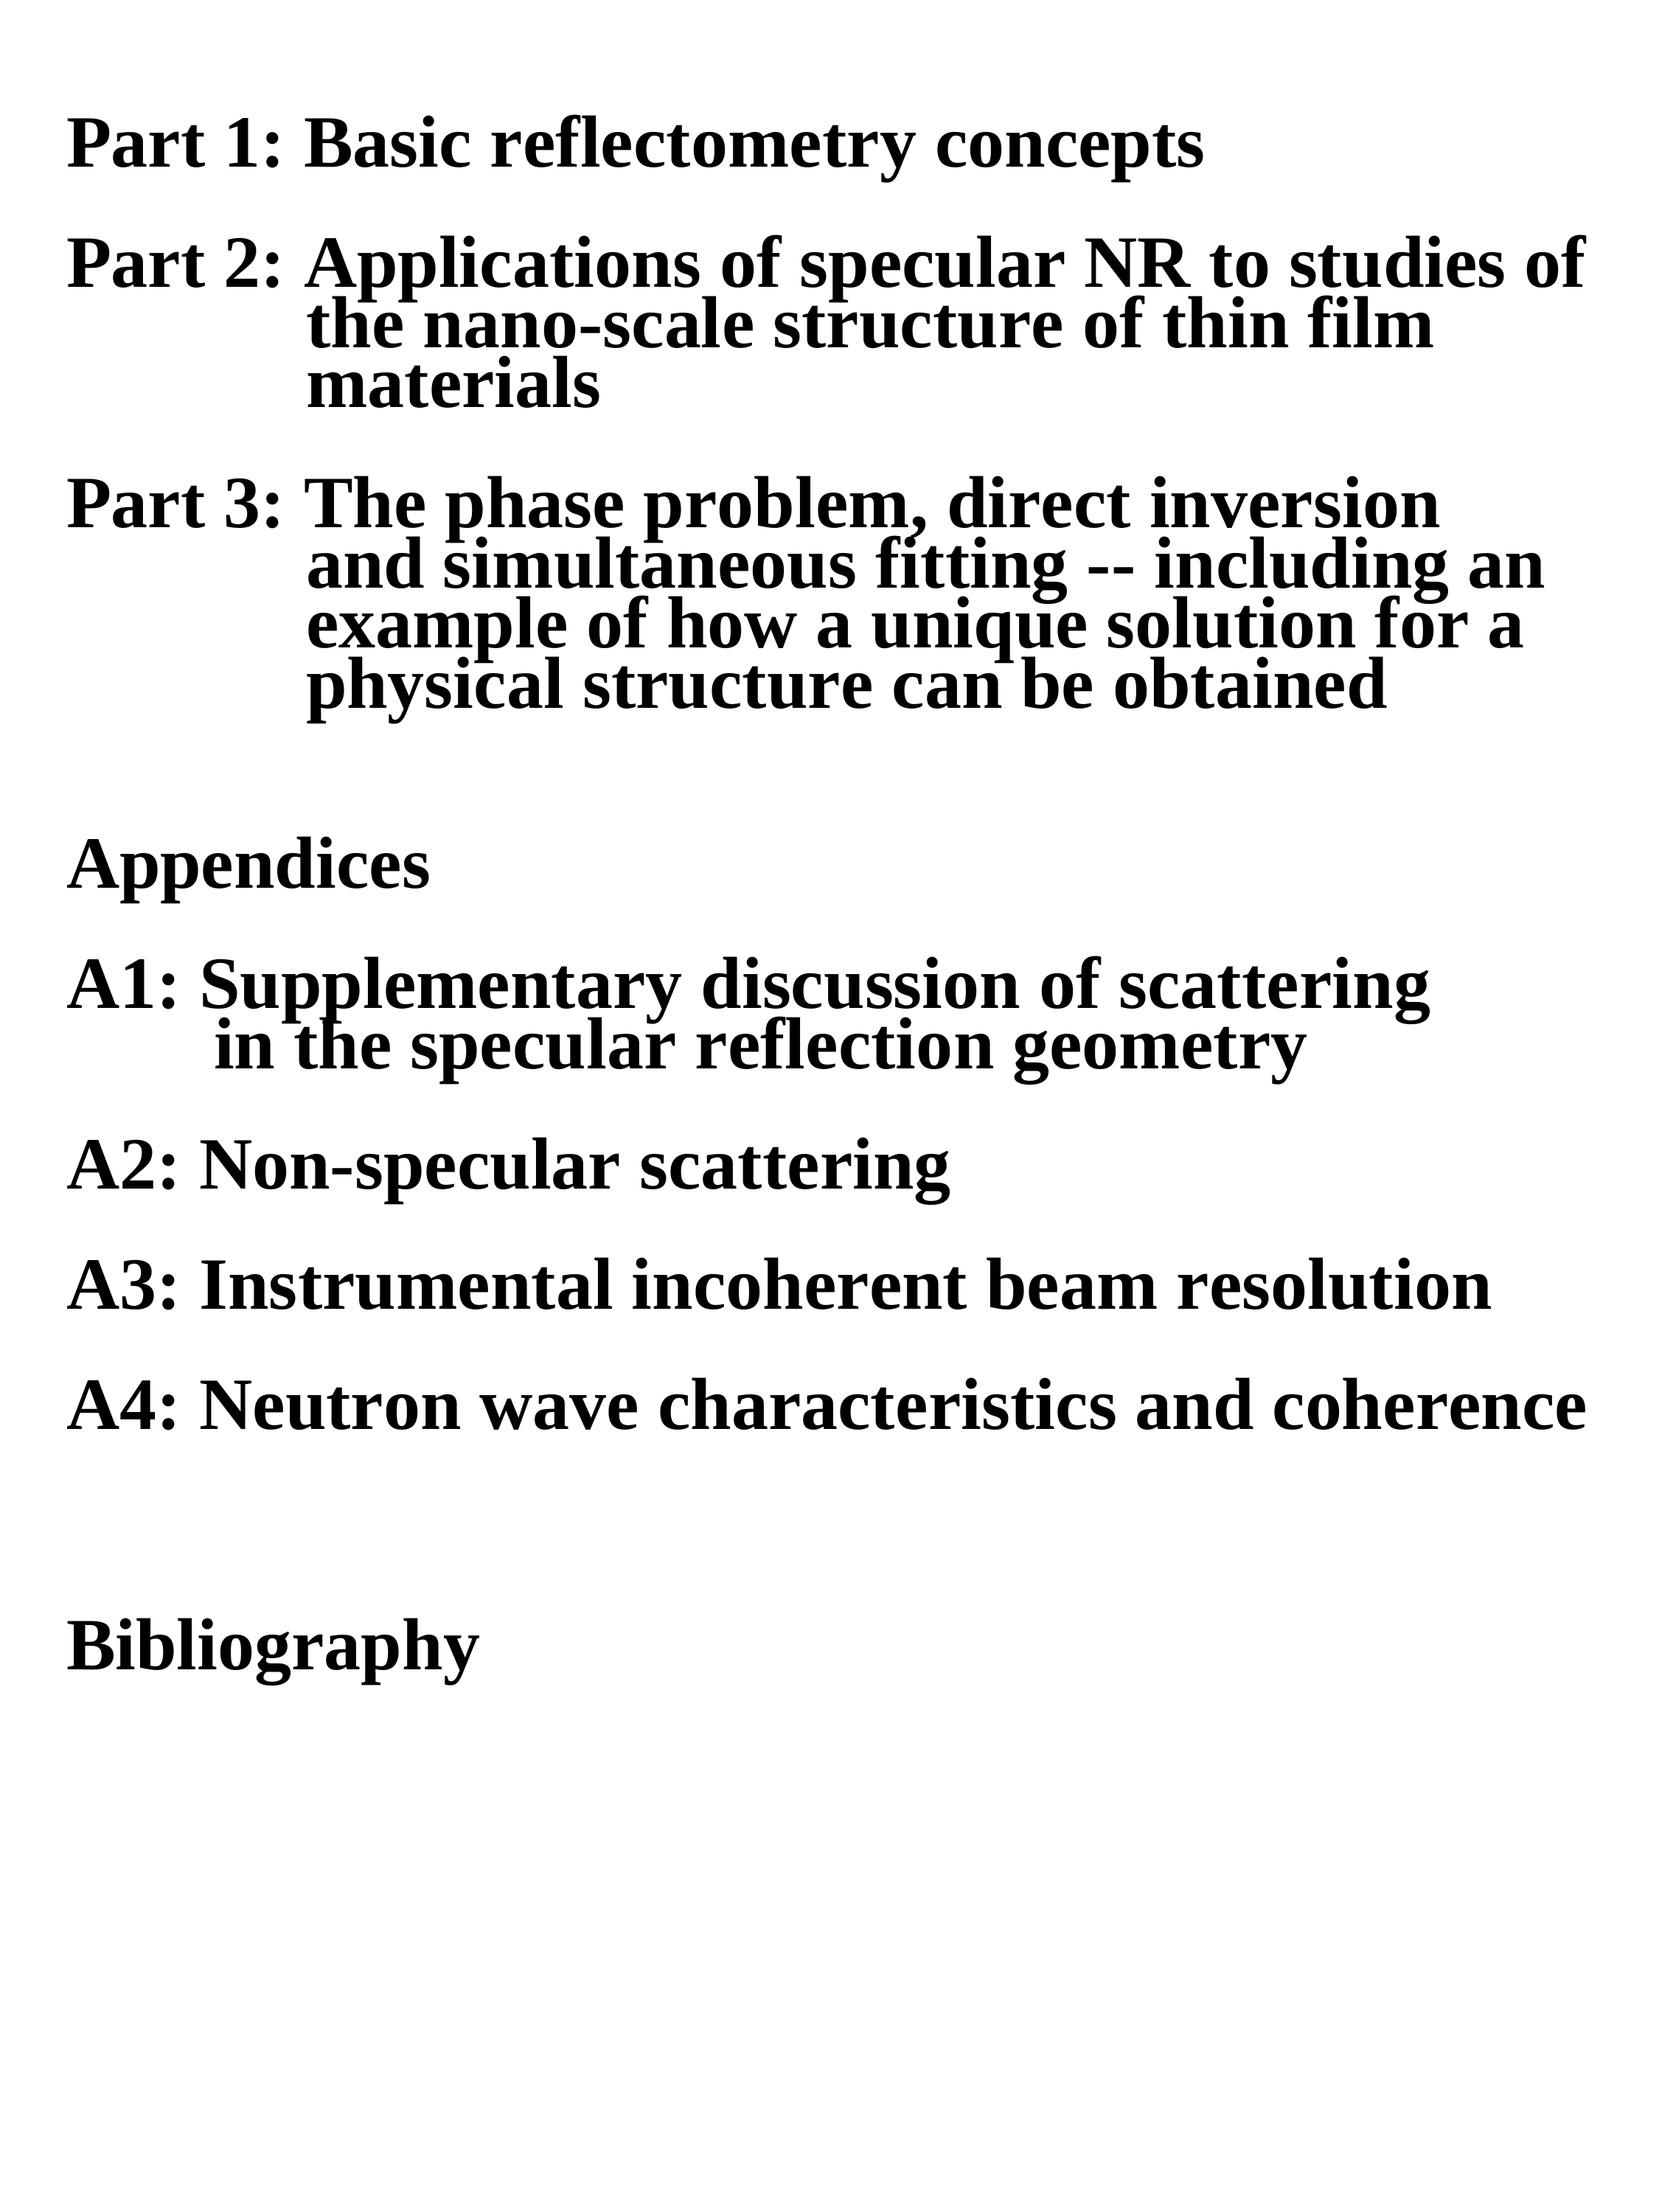 Part 1: Basic reflectometry concepts
Part 2: Applications of specular NR to studies of
the nano-scale structure of thin film
materials
Part 3: The phase problem, direct inversion
and simultaneous fitting -- including an
example of how a unique solution for a
physical structure can be obtained
Appendices
A1: Supplementary discussion of scattering
in the specular reflection geometry
A2: Non-specular scattering
A3: Instrumental incoherent beam resolution
A4: Neutron wave characteristics and coherence
Bibliography